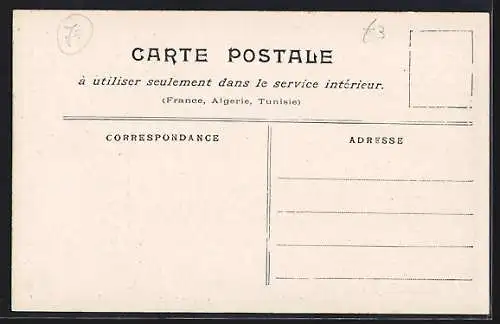 CARTE POSTALE
à utiliser seulement dans le service intérieur.
(France, Algerie, Tunisie)
CORRESPONDANCE
ADRESSE